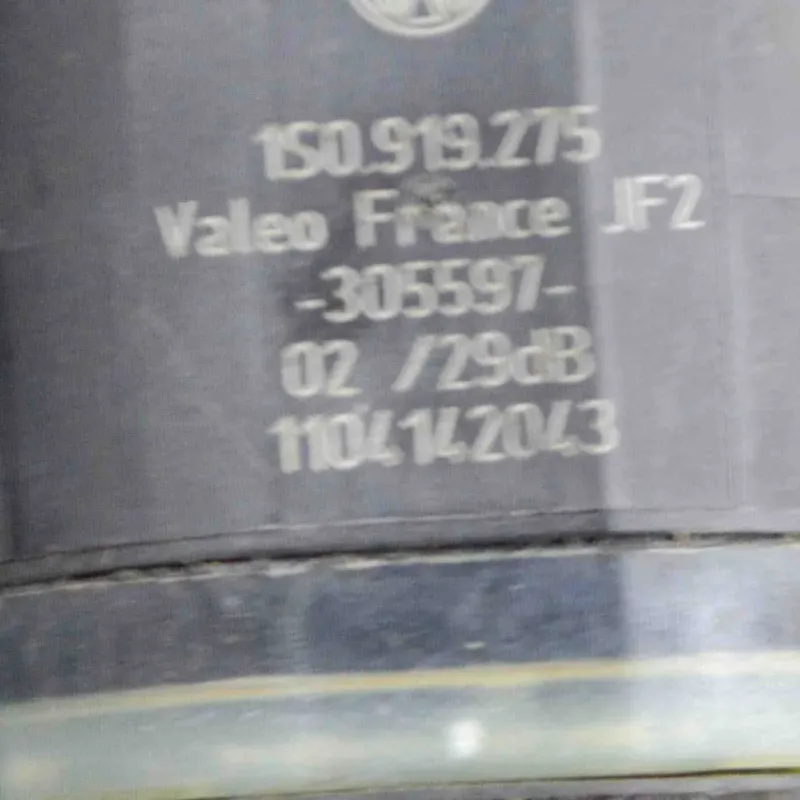 1S0.919.275
Valeo France JF2
-305597-
02 /29dB
1104142043